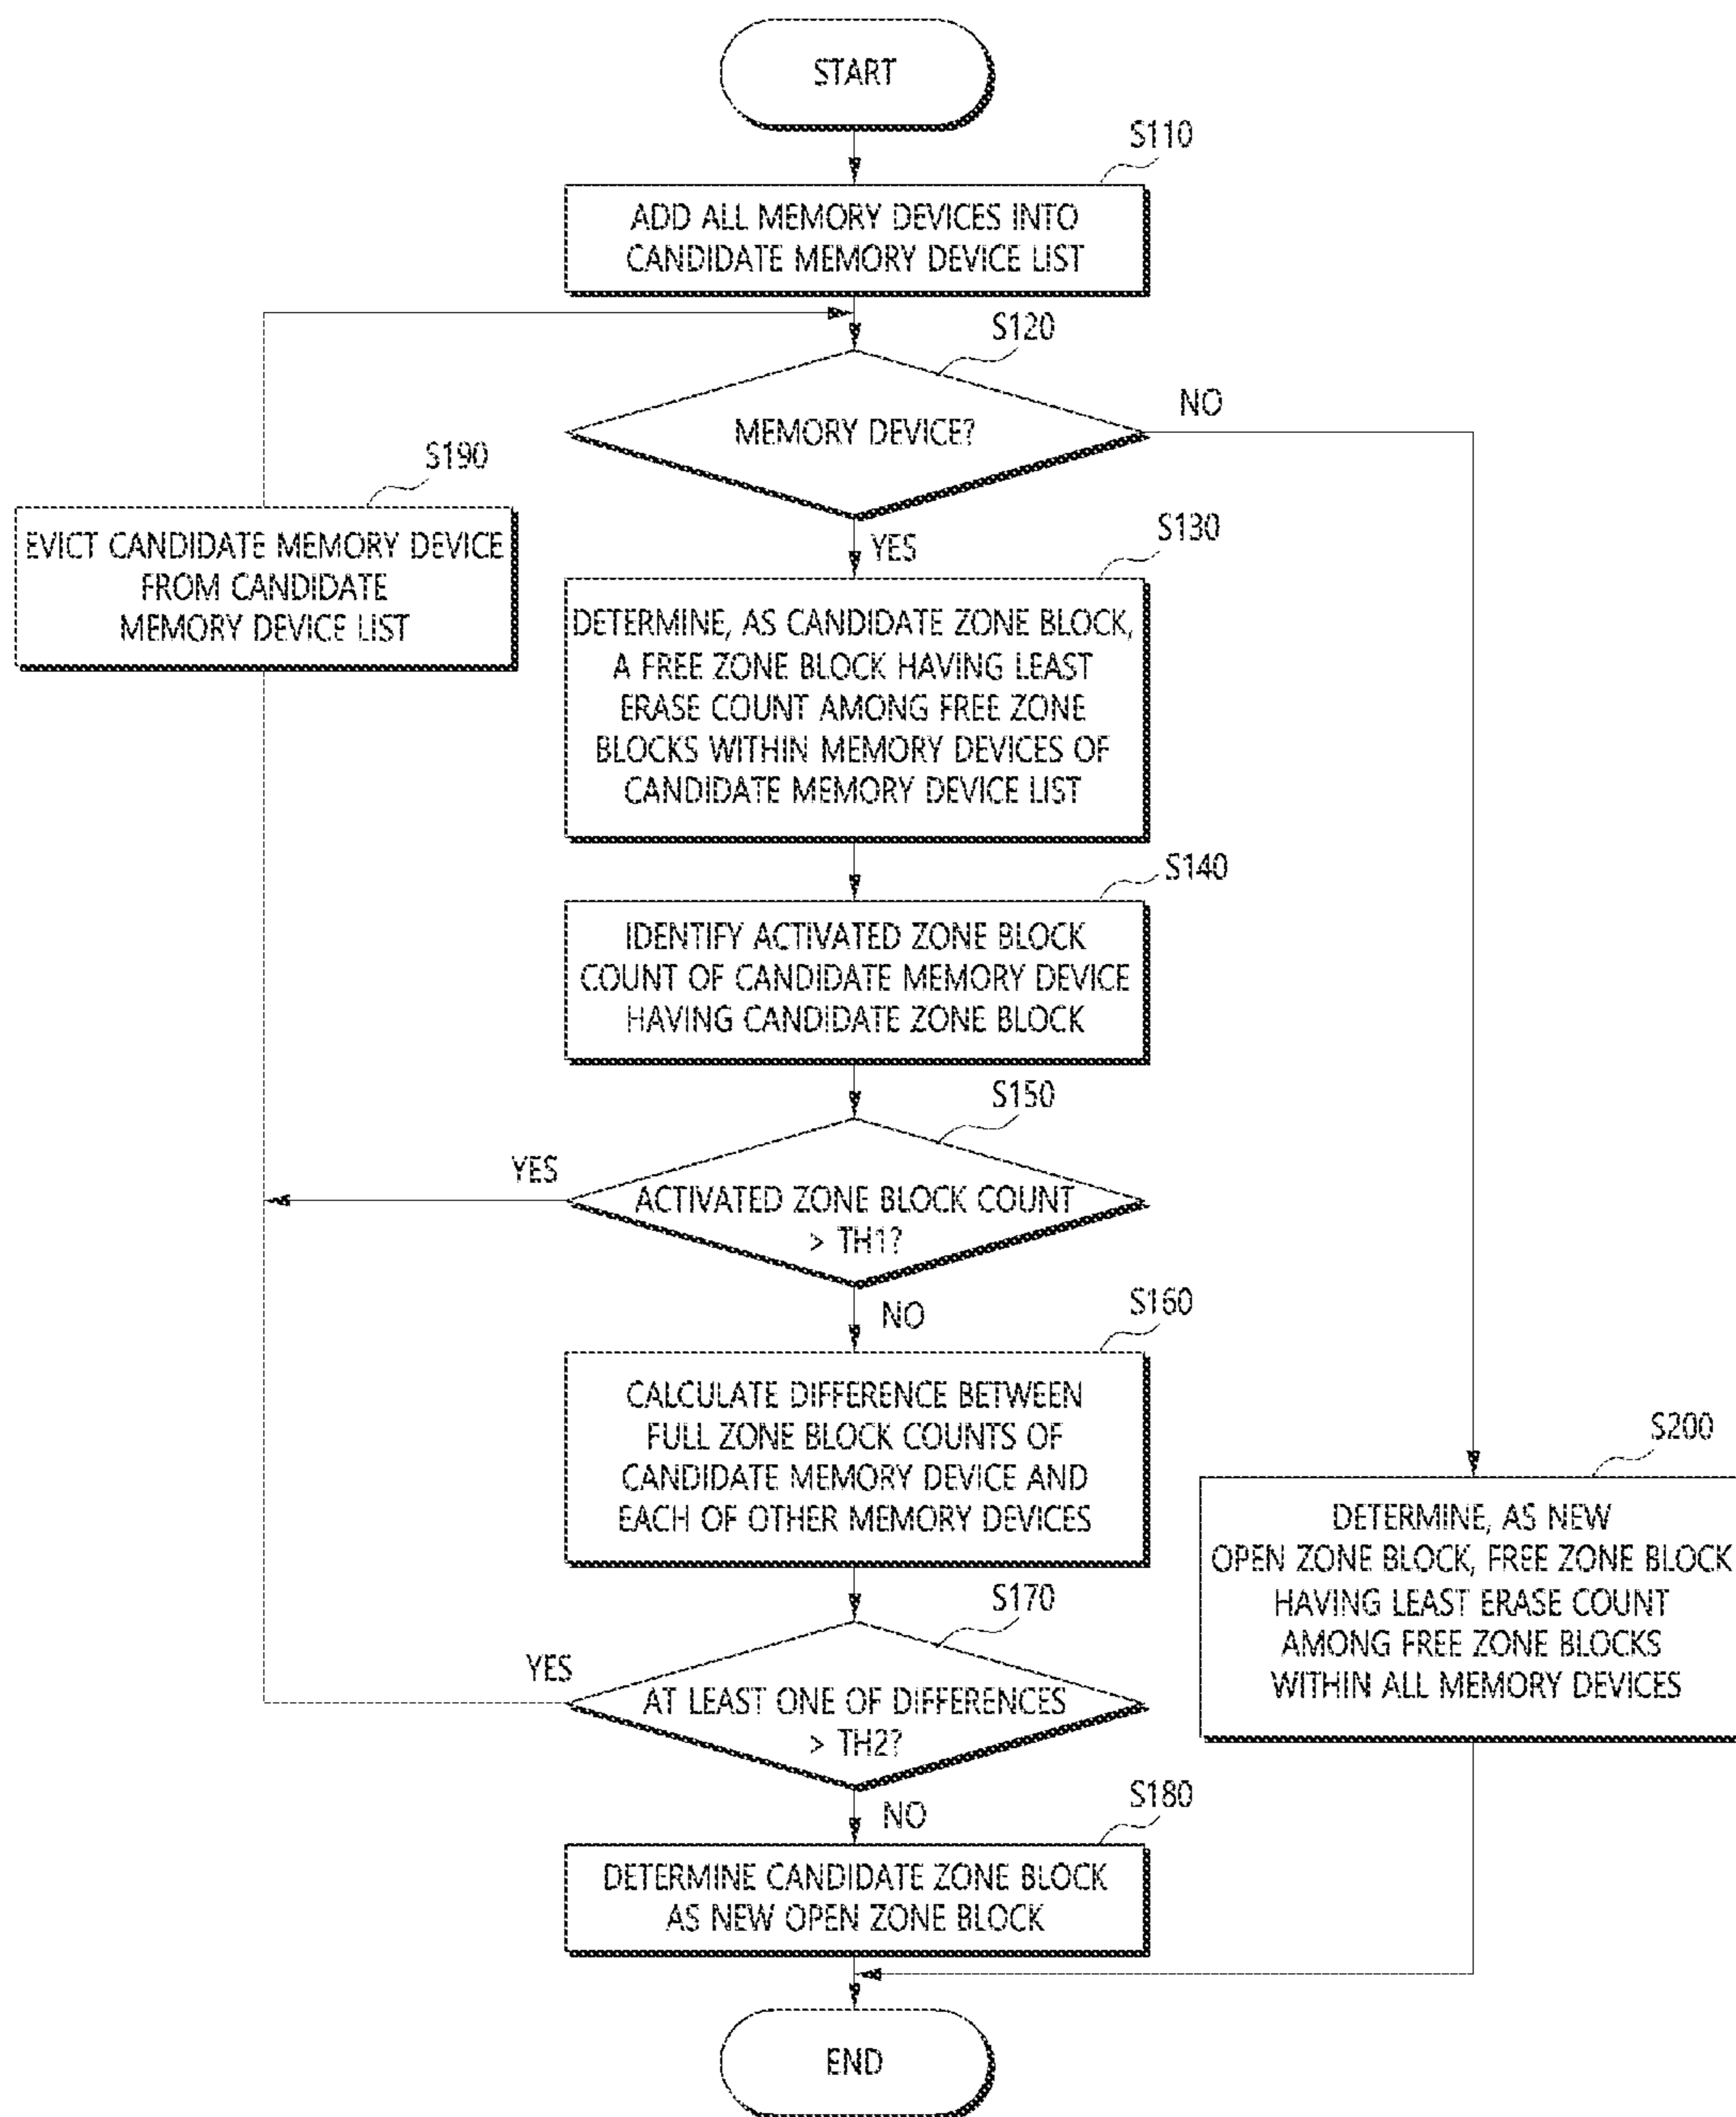 START
S110
ADD ALL MEMORY DEVICES INTO
CANDIDATE MEMORY DEVICE LIST
S120
MEMORY DEVICE?
NO
YES
S190
EVICT CANDIDATE MEMORY DEVICE
FROM CANDIDATE
MEMORY DEVICE LIST
S130
DETERMINE, AS CANDIDATE ZONE BLOCK,
A FREE ZONE BLOCK HAVING LEAST
ERASE COUNT AMONG FREE ZONE
BLOCKS WITHIN MEMORY DEVICES OF
CANDIDATE MEMORY DEVICE LIST
S140
IDENTIFY ACTIVATED ZONE BLOCK
COUNT OF CANDIDATE MEMORY DEVICE
HAVING CANDIDATE ZONE BLOCK
S150
YES
ACTIVATED ZONE BLOCK COUNT
> TH1?
NO
S160
CALCULATE DIFFERENCE BETWEEN
FULL ZONE BLOCK COUNTS OF
CANDIDATE MEMORY DEVICE AND
EACH OF OTHER MEMORY DEVICES
S200
DETERMINE, AS NEW
OPEN ZONE BLOCK, FREE ZONE BLOCK
HAVING LEAST ERASE COUNT
AMONG FREE ZONE BLOCKS
WITHIN ALL MEMORY DEVICES
S170
YES
AT LEAST ONE OF DIFFERENCES
> TH2?
NO
S180
DETERMINE CANDIDATE ZONE BLOCK
AS NEW OPEN ZONE BLOCK
END